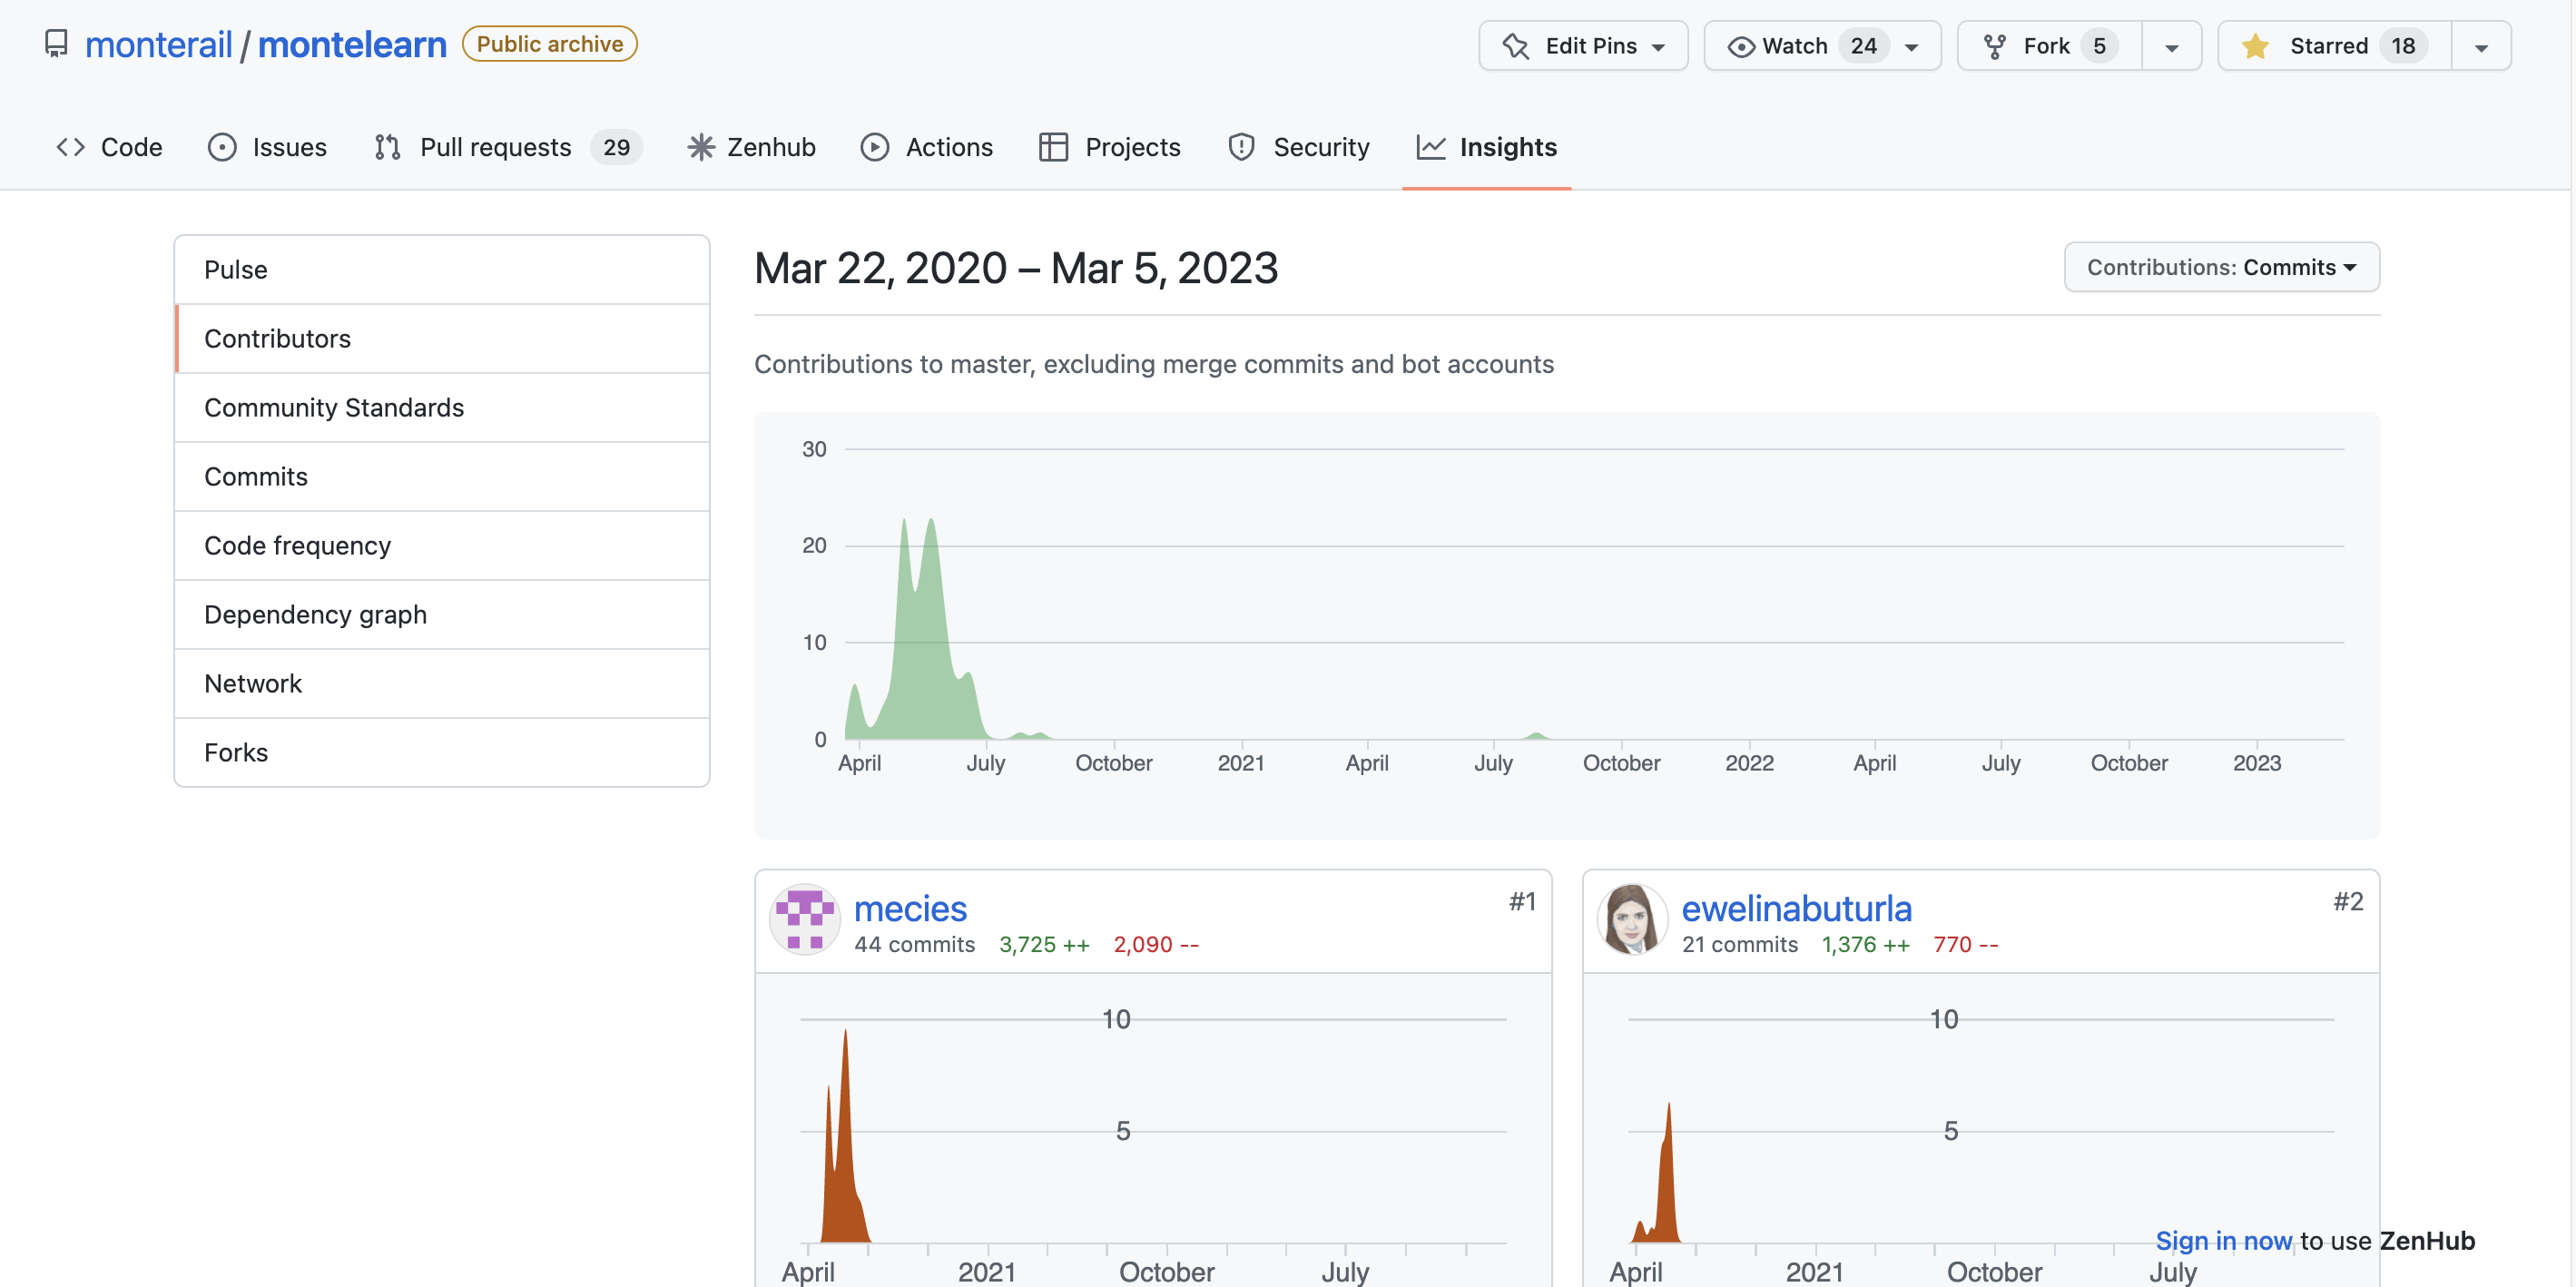 monterail / montelearn Public archive Edit Pins Watch 24 Fork 5 Starred 18
Code Issues Pull requests 29 Zenhub Actions Projects Security Insights
Pulse
Contributors
Community Standards
Commits
Code frequency
Dependency graph
Network
Forks
Mar 22, 2020 – Mar 5, 2023 Contributions: Commits
Contributions to master, excluding merge commits and bot accounts
30
20
10
0
April July October 2021 April July October 2022 April July October 2023
mecies #1
44 commits 3,725 ++ 2,090 --
10
5
April 2021 October July
ewelinabuturla #2
21 commits 1,376 ++ 770 --
10
5
April 2021 October July
Sign in now to use ZenHub